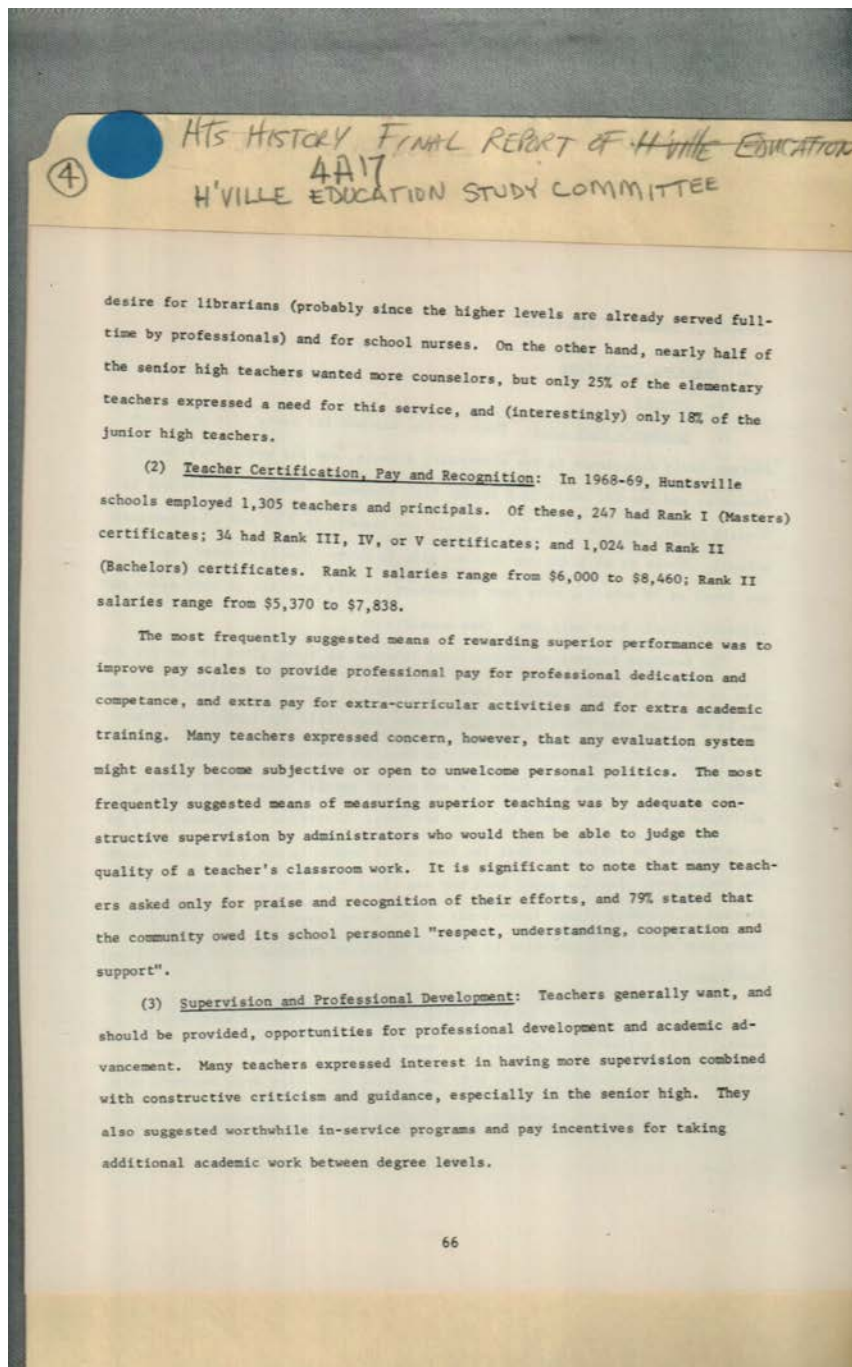 HTS HISTORY FINAL REPORT OF H'ville EDUCATION
4
4A17
H'VILLE EDUCATION STUDY COMMITTEE
desire for librarians (probably since the higher levels are already served full-
time by professionals) and for school nurses. On the other hand, nearly half of
the senior high teachers wanted more counselors, but only 25% of the elementary
teachers expressed a need for this service, and (interestingly) only 18% of the
junior high teachers.
(2) Teacher Certification, Pay and Recognition: In 1968-69, Huntsville
schools employed 1,305 teachers and principals. Of these, 247 had Rank I (Masters)
certificates; 34 had Rank III, IV, or V certificates; and 1,024 had Rank II
(Bachelors) certificates. Rank I salaries range from $6,000 to $8,460; Rank II
salaries range from $5,370 to $7,838.
The most frequently suggested means of rewarding superior performance was to
improve pay scales to provide professional pay for professional dedication and
competance, and extra pay for extra-curricular activities and for extra academic
training. Many teachers expressed concern, however, that any evaluation system
might easily become subjective or open to unwelcome personal politics. The most
frequently suggested means of measuring superior teaching was by adequate con-
structive supervision by administrators who would then be able to judge the
quality of a teacher's classroom work. It is significant to note that many teach-
ers asked only for praise and recognition of their efforts, and 79% stated that
the community owed its school personnel "respect, understanding, cooperation and
support".
(3) Supervision and Professional Development: Teachers generally want, and
should be provided, opportunities for professional development and academic ad-
vancement. Many teachers expressed interest in having more supervision combined
with constructive criticism and guidance, especially in the senior high. They
also suggested worthwhile in-service programs and pay incentives for taking
additional academic work between degree levels.
66